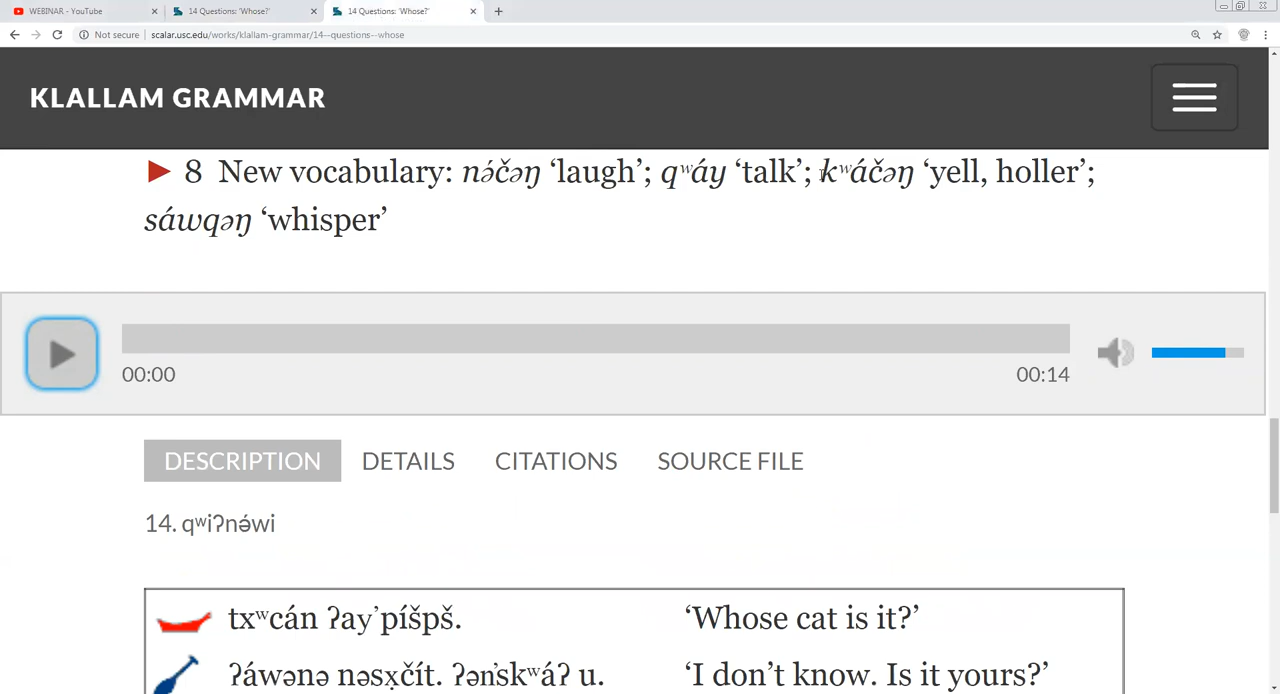 WEBINAR - YouTube
14 Questions: 'Whose?'
14 Questions: 'Whose?'
Not secure | scalar.usc.edu/works/klallam-grammar/14--questions--whose
KLALLAM GRAMMAR
► 8 New vocabulary: nə́čəŋ ‘laugh’; qʷáy ‘talk’; kʷáčəŋ ‘yell, holler’;
sáwqəŋ ‘whisper’
00:00 00:14
DESCRIPTION DETAILS CITATIONS SOURCE FILE
14. qʷiʔnə́wi
txʷcán ʔay̕ píšpš. ‘Whose cat is it?’
ʔáwənə nəsx̣čít. ʔən̓skʷáʔ u. ‘I don’t know. Is it yours?’